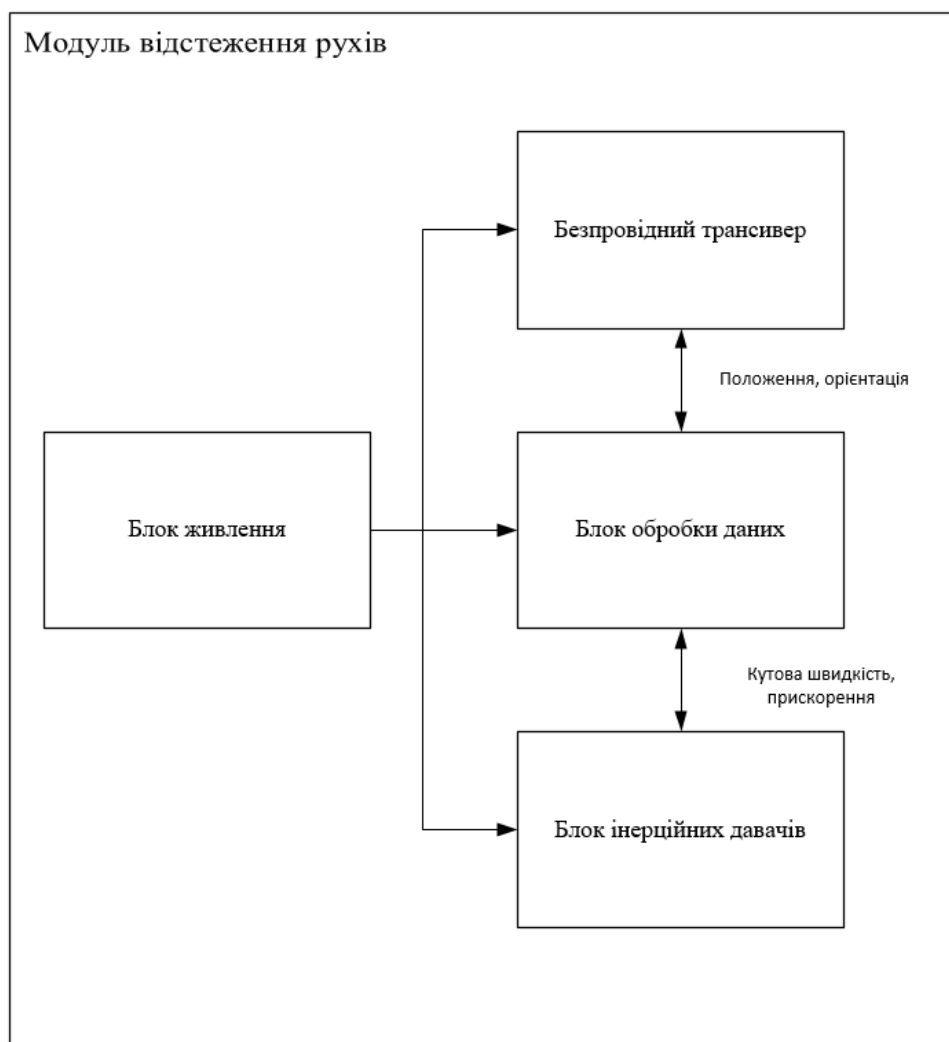 Модуль відстеження рухів
Безпровідний трансивер
Положення, орієнтація
Блок живлення
Блок обробки даних
Кутова швидкість,
прискорення
Блок інерційних давачів